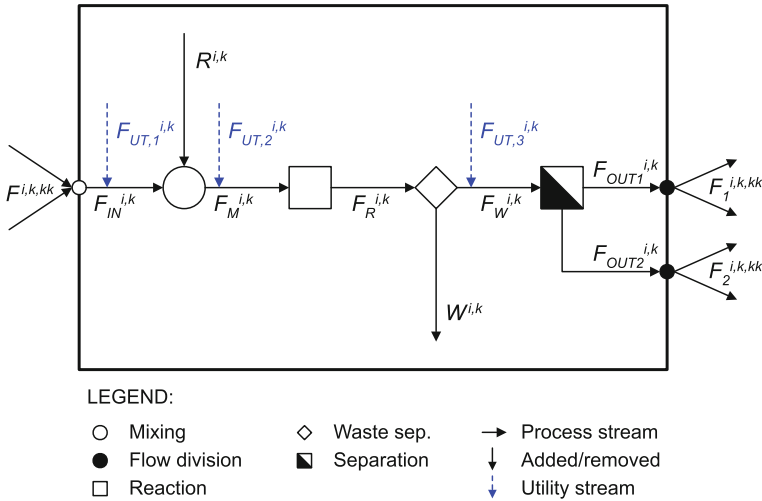 R^{i,k}
F_{UT,1}^{i,k}
F_{UT,2}^{i,k}
F_{UT,3}^{i,k}
F^{i,k,kk}
F_{IN}^{i,k}
F_M^{i,k}
F_R^{i,k}
F_W^{i,k}
F_{OUT1}^{i,k}
F_1^{i,k,kk}
F_{OUT2}^{i,k}
F_2^{i,k,kk}
W^{i,k}
LEGEND:
Mixing
Waste sep.
Process stream
Flow division
Separation
Added/removed
Reaction
Utility stream